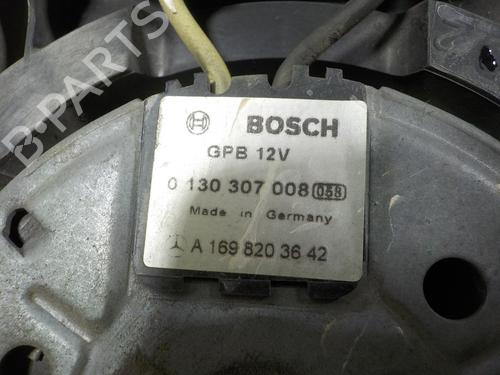 BOSCH
GPB 12V
0 130 307 008 058
Made in Germany
A 169 820 36 42
B-PARTS